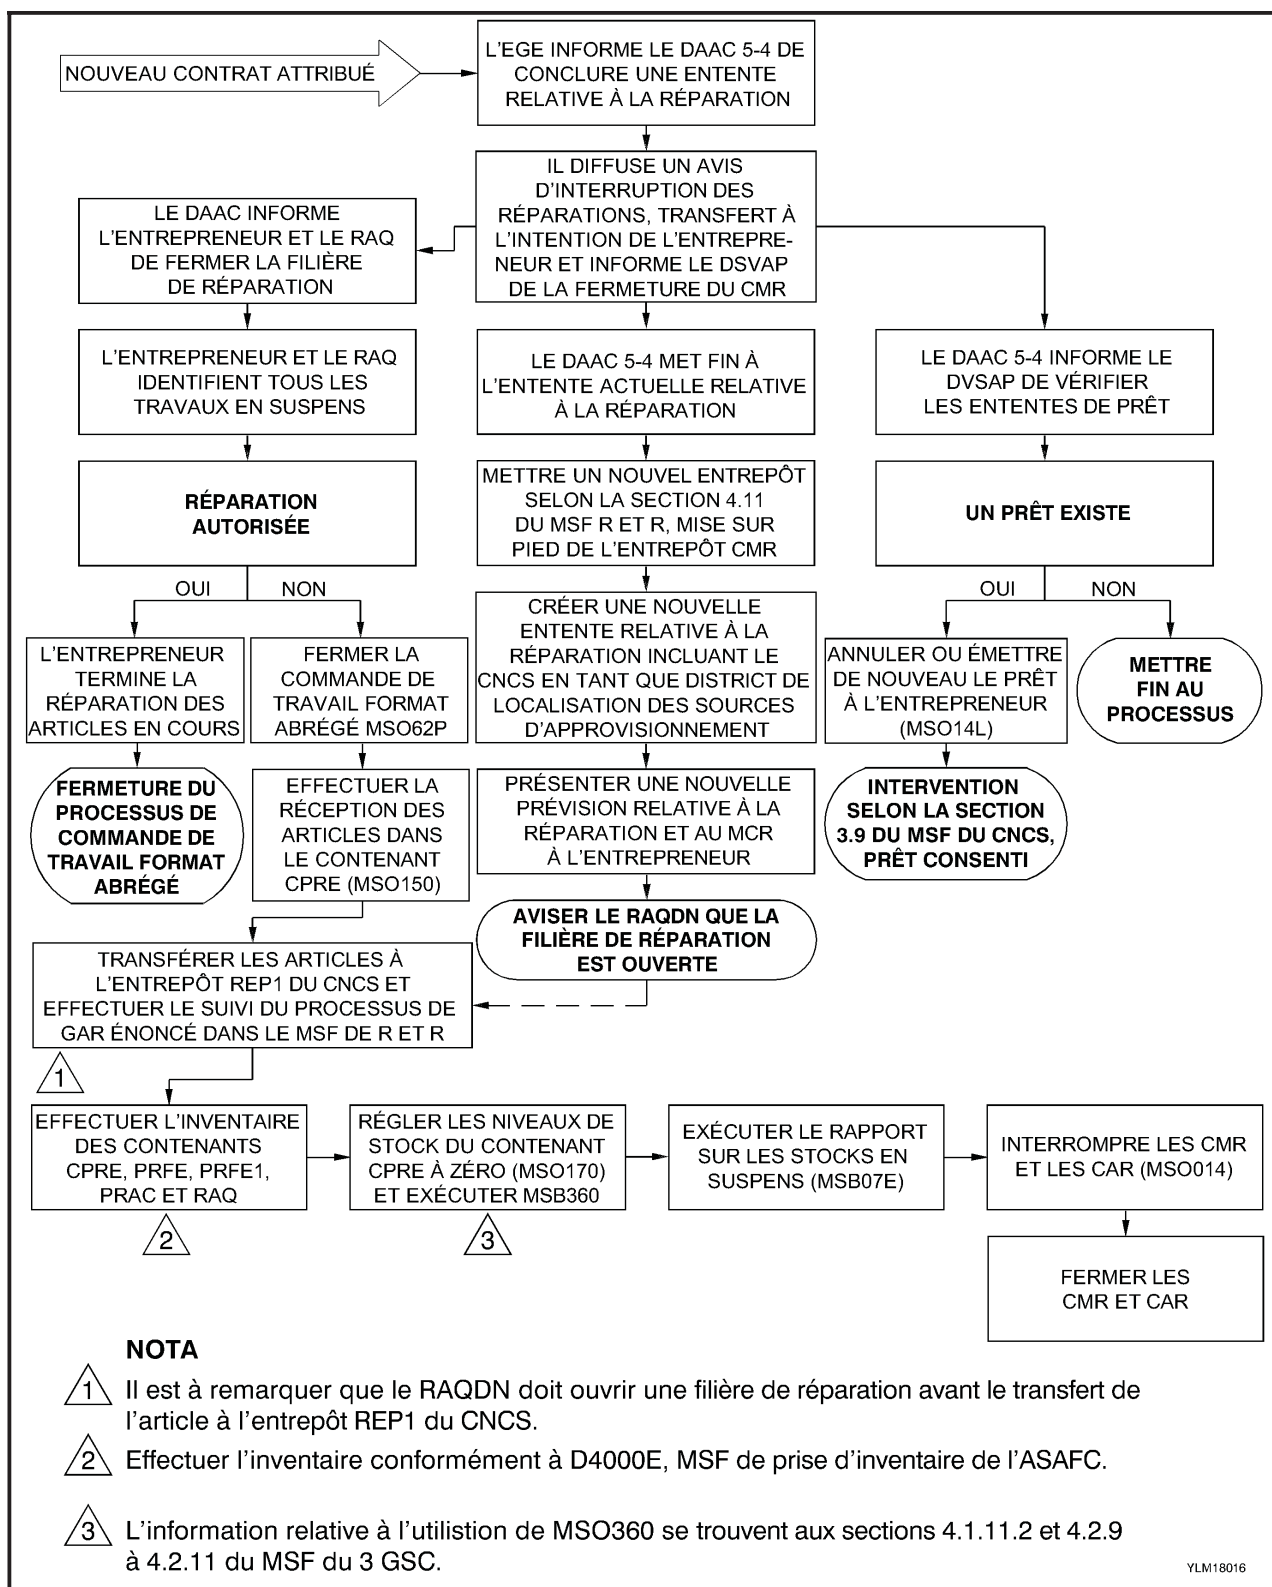 NOUVEAU CONTRAT ATTRIBUÉ
L'EGE INFORME LE DAAC 5-4 DE
CONCLURE UNE ENTENTE
RELATIVE À LA RÉPARATION
IL DIFFUSE UN AVIS
D'INTERRUPTION DES
RÉPARATIONS, TRANSFERT À
L'INTENTION DE L'ENTREPRE-
NEUR ET INFORME LE DSVAP
DE LA FERMETURE DU CMR
LE DAAC INFORME
L'ENTREPRENEUR ET LE RAQ
DE FERMER LA FILIÈRE
DE RÉPARATION
L'ENTREPRENEUR ET LE RAQ
IDENTIFIENT TOUS LES
TRAVAUX EN SUSPENS
LE DAAC 5-4 MET FIN À
L'ENTENTE ACTUELLE RELATIVE
À LA RÉPARATION
LE DAAC 5-4 INFORME LE
DVSAP DE VÉRIFIER
LES ENTENTES DE PRÊT
RÉPARATION
AUTORISÉE
METTRE UN NOUVEL ENTREPÔT
SELON LA SECTION 4.11
DU MSF R ET R, MISE SUR
PIED DE L'ENTREPÔT CMR
UN PRÊT EXISTE
OUI
NON
OUI
NON
L'ENTREPRENEUR
TERMINE LA
RÉPARATION DES
ARTICLES EN COURS
FERMER LA
COMMANDE DE
TRAVAIL FORMAT
ABRÉGÉ MSO62P
CRÉER UNE NOUVELLE
ENTENTE RELATIVE À LA
RÉPARATION INCLUANT LE
CNCS EN TANT QUE DISTRICT DE
LOCALISATION DES SOURCES
D'APPROVISIONNEMENT
ANNULER OU ÉMETTRE
DE NOUVEAU LE PRÊT
À L'ENTREPRENEUR
(MSO14L)
METTRE
FIN AU
PROCESSUS
FERMETURE DU
PROCESSUS DE
COMMANDE DE
TRAVAIL FORMAT
ABRÉGÉ
EFFECTUER LA
RÉCEPTION DES
ARTICLES DANS
LE CONTENANT
CPRE (MSO150)
PRÉSENTER UNE NOUVELLE
PRÉVISION RELATIVE À LA
RÉPARATION ET AU MCR
À L'ENTREPRENEUR
INTERVENTION
SELON LA SECTION
3.9 DU MSF DU CNCS,
PRÊT CONSENTI
AVISER LE RAQDN QUE LA
FILIÈRE DE RÉPARATION
EST OUVERTE
TRANSFÉRER LES ARTICLES À
L'ENTREPÔT REP1 DU CNCS ET
EFFECTUER LE SUIVI DU PROCESSUS DE
GAR ÉNONCÉ DANS LE MSF DE R ET R
1
EFFECTUER L'INVENTAIRE
DES CONTENANTS
CPRE, PRFE, PRFE1,
PRAC ET RAQ
2
RÉGLER LES NIVEAUX DE
STOCK DU CONTENANT
CPRE À ZÉRO (MSO170)
ET EXÉCUTER MSB360
3
EXÉCUTER LE RAPPORT
SUR LES STOCKS EN
SUSPENS (MSB07E)
INTERROMPRE LES CMR
ET LES CAR (MSO014)
FERMER LES
CMR ET CAR
NOTA
1 Il est à remarquer que le RAQDN doit ouvrir une filière de réparation avant le transfert de
l'article à l'entrepôt REP1 du CNCS.
2 Effectuer l'inventaire conformément à D4000E, MSF de prise d'inventaire de l'ASAFC.
3 L'information relative à l'utilistion de MSO360 se trouvent aux sections 4.1.11.2 et 4.2.9
à 4.2.11 du MSF du 3 GSC.
YLM18016